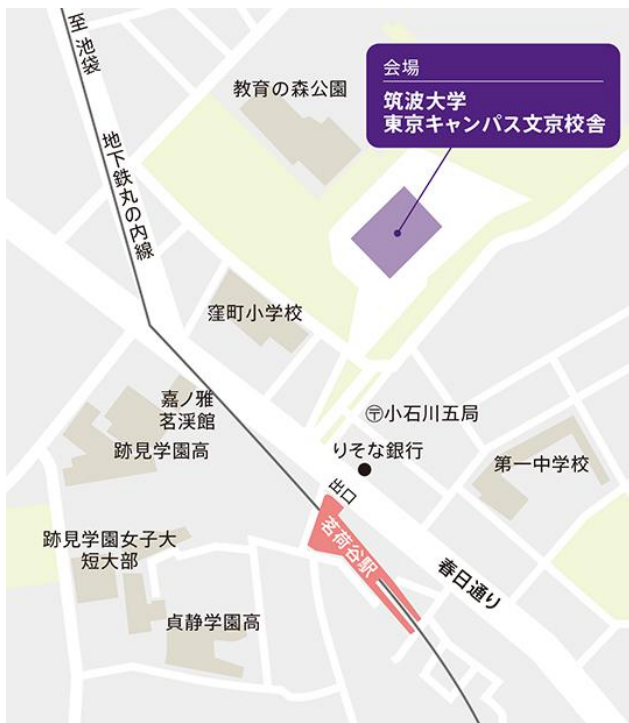 至 池袋
地下鉄丸の内線
教育の森公園
会場
筑波大学
東京キャンパス文京校舎
窪町小学校
嘉ノ雅
茗渓館
跡見学園高
〶小石川五局
りそな銀行
第一中学校
出口
茗荷谷駅
跡見学園女子大
短大部
春日通り
貞静学園高